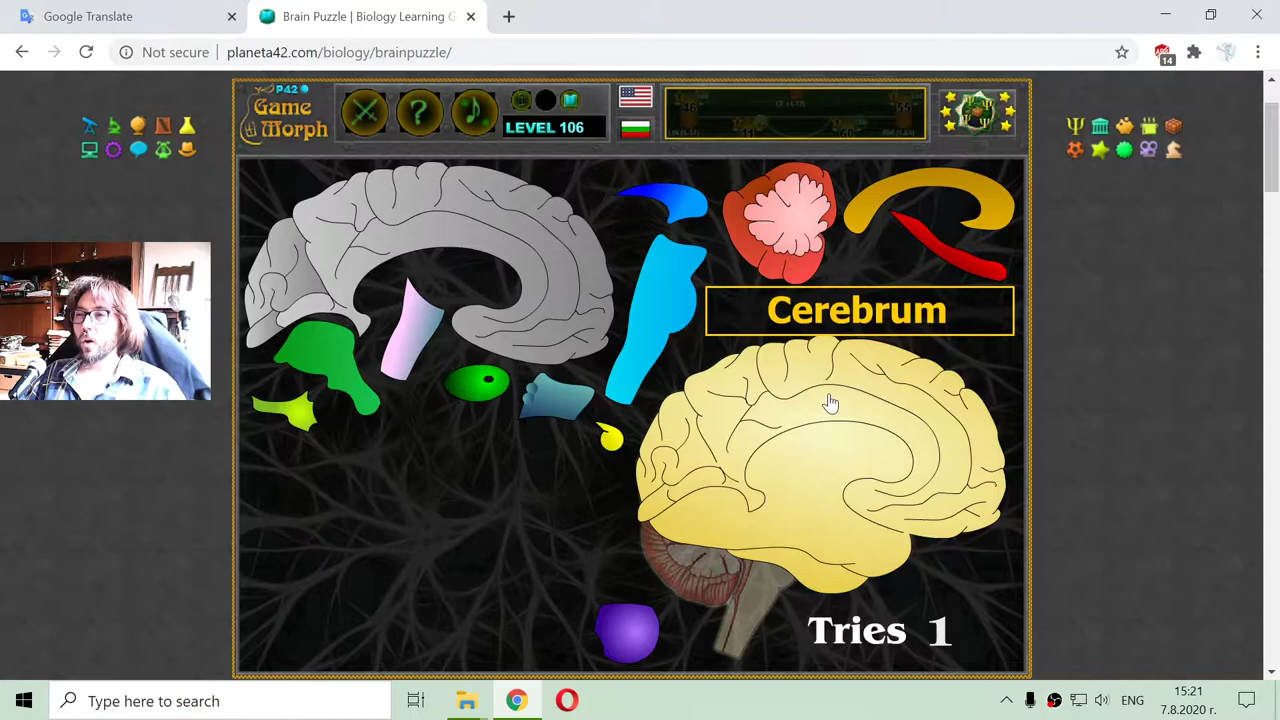 Google Translate
Brain Puzzle | Biology Learning G
Not secure
planeta42.com/biology/brainpuzzle/
14
P42
Game
Morph
?
LEVEL 106
Cerebrum
Tries 1
Type here to search
ENG
15:21
7.8.2020 г.